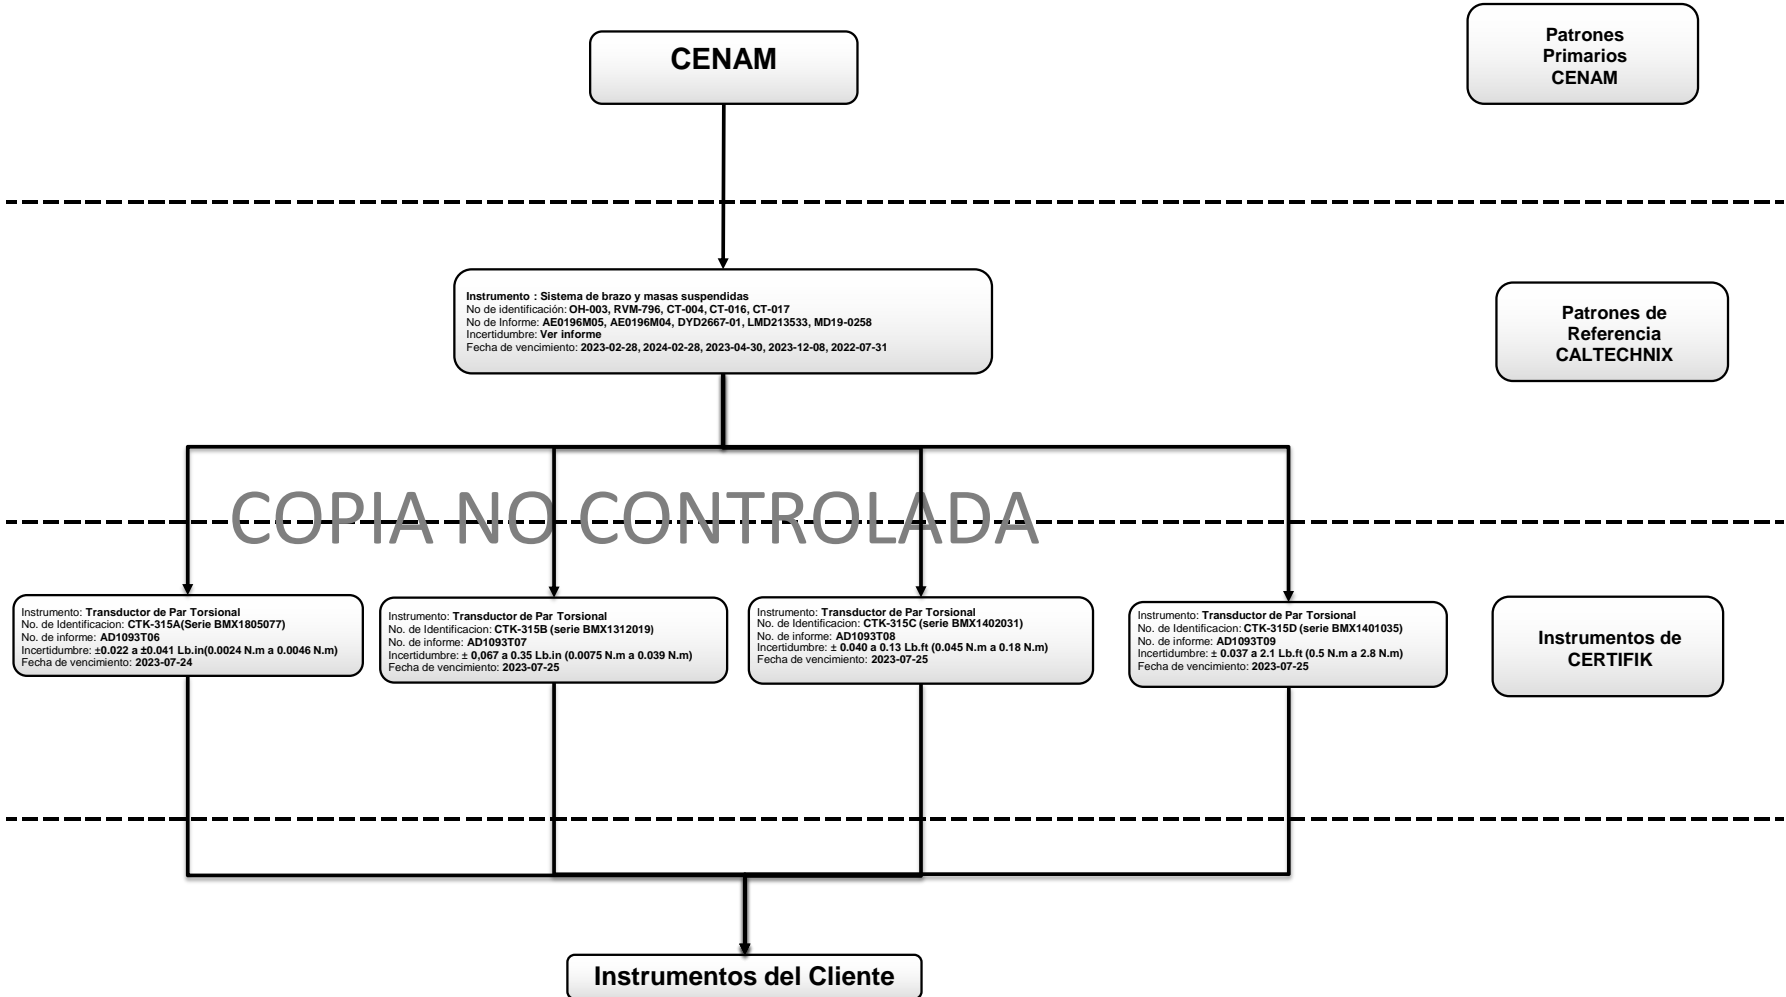 CENAM
Patrones
Primarios
CENAM
Instrumento : Sistema de brazo y masas suspendidas
No de identificación: OH-003, RVM-796, CT-004, CT-016, CT-017
No de Informe: AE0196M05, AE0196M04, DYD2667-01, LMD213533, MD19-0258
Incertidumbre: Ver informe
Fecha de vencimiento: 2023-02-28, 2024-02-28, 2023-04-30, 2023-12-08, 2022-07-31
Patrones de
Referencia
CALTECHNIX
COPIA NO CONTROLADA
Instrumento: Transductor de Par Torsional
No. de Identificacion: CTK-315A(Serie BMX1805077)
No. de informe: AD1093T06
Incertidumbre: ±0.022 a ±0.041 Lb.in(0.0024 N.m a 0.0046 N.m)
Fecha de vencimiento: 2023-07-24
Instrumento: Transductor de Par Torsional
No. de Identificacion: CTK-315B (serie BMX1312019)
No. de informe: AD1093T07
Incertidumbre: ± 0,067 a 0.35 Lb.in (0.0075 N.m a 0.039 N.m)
Fecha de vencimiento: 2023-07-25
Instrumento: Transductor de Par Torsional
No. de Identificacion: CTK-315C (serie BMX1402031)
No. de informe: AD1093T08
Incertidumbre: ± 0.040 a 0.13 Lb.ft (0.045 N.m a 0.18 N.m)
Fecha de vencimiento: 2023-07-25
Instrumento: Transductor de Par Torsional
No. de Identificacion: CTK-315D (serie BMX1401035)
No. de informe: AD1093T09
Incertidumbre: ± 0.037 a 2.1 Lb.ft (0.5 N.m a 2.8 N.m)
Fecha de vencimiento: 2023-07-25
Instrumentos de
CERTIFIK
Instrumentos del Cliente